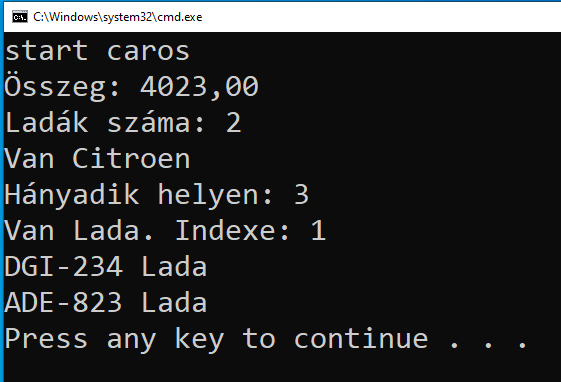 C:\Windows\system32\cmd.exe
start caros
Összeg: 4023,00
Ladák száma: 2
Van Citroen
Hányadik helyen: 3
Van Lada. Indexe: 1
DGI-234 Lada
ADE-823 Lada
Press any key to continue . . .